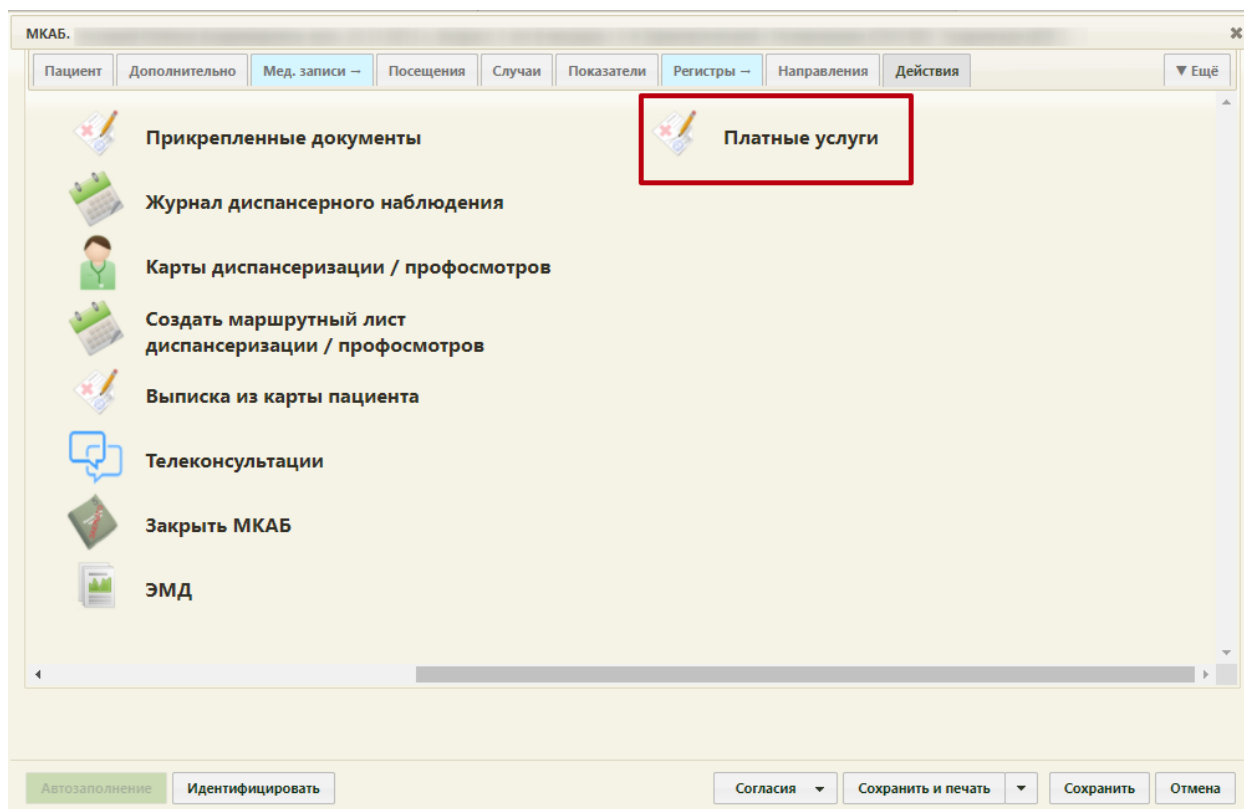 МКАБ.
Пациент Дополнительно Мед. записи → Посещения Случаи Показатели Регистры → Направления Действия ▼ Ещё
Прикрепленные документы
Платные услуги
Журнал диспансерного наблюдения
Карты диспансеризации / профосмотров
Создать маршрутный лист
диспансеризации / профосмотров
Выписка из карты пациента
Телеконсультации
Закрыть МКАБ
ЭМД
Автозаполнение Идентифицировать Согласия Сохранить и печать Сохранить Отмена